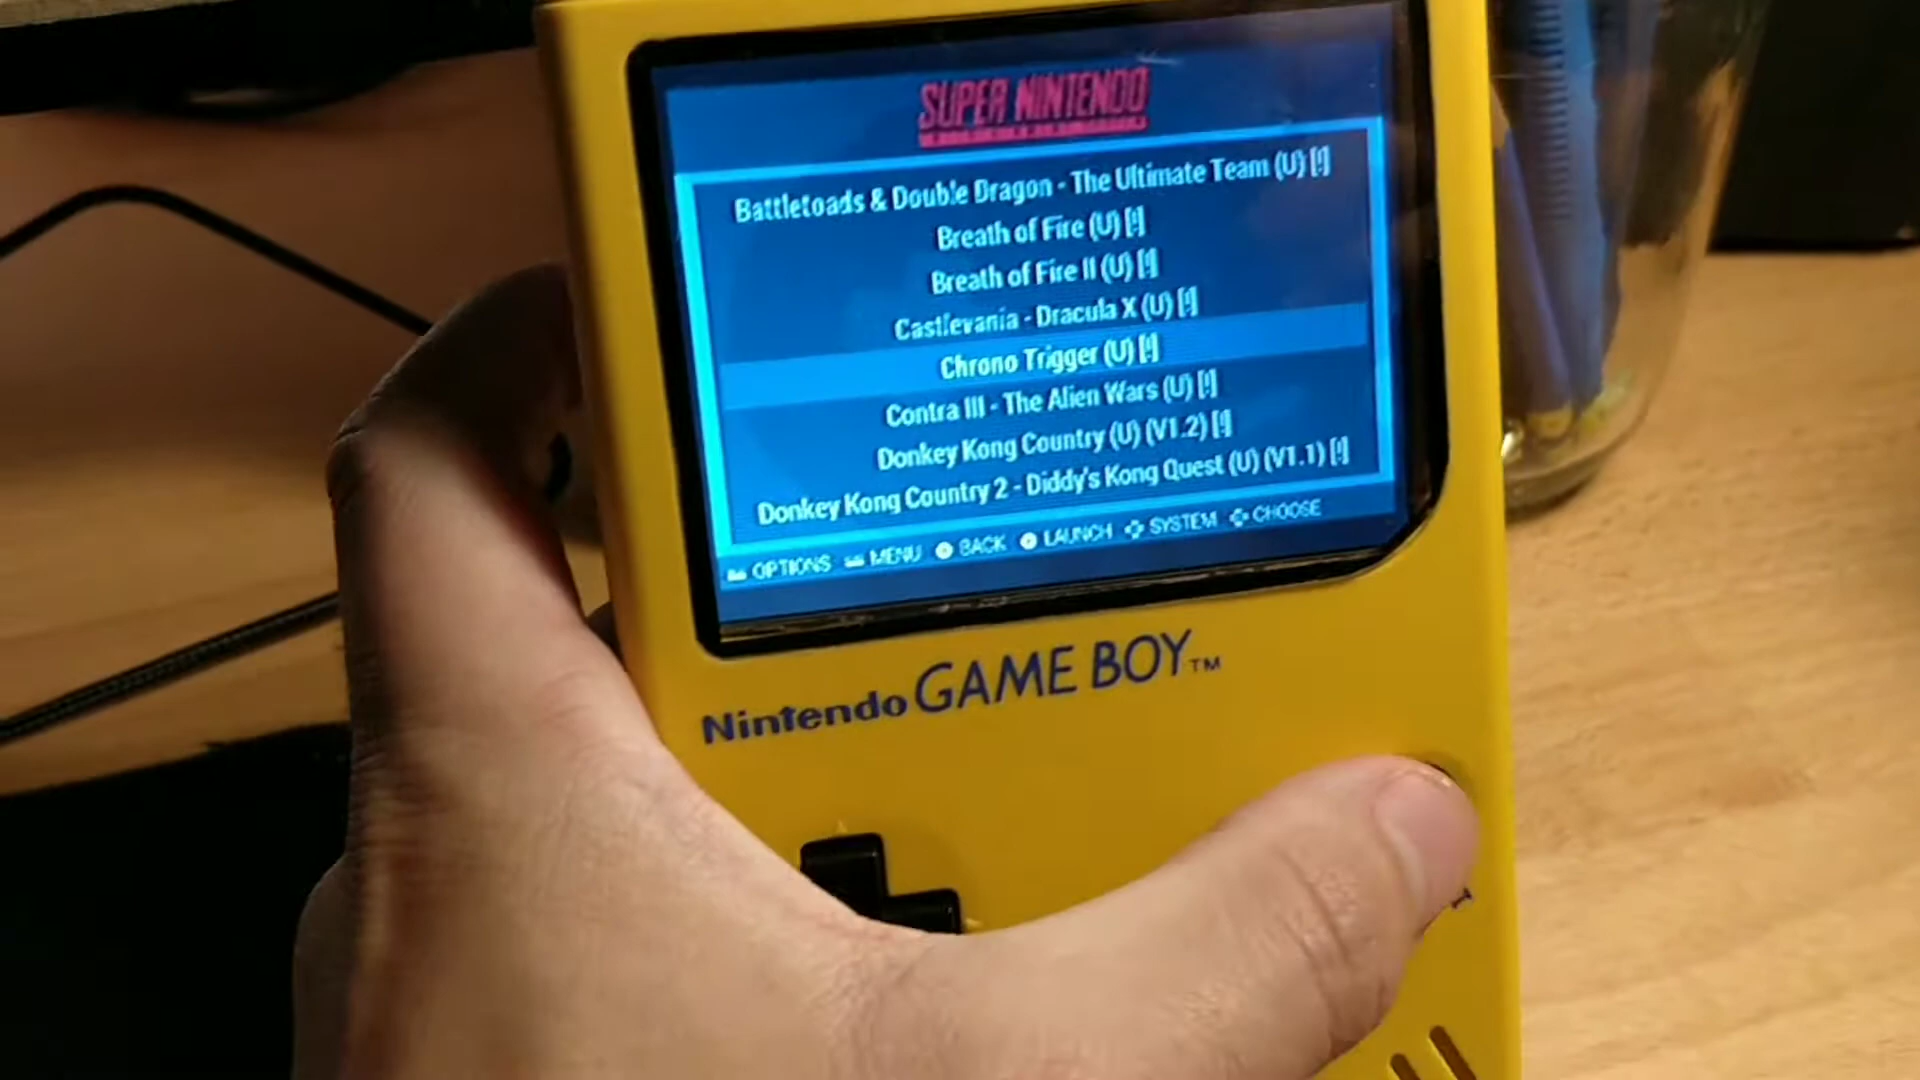 SUPER NINTENDO
Battletoads & Double Dragon - The Ultimate Team (U) [!]
Breath of Fire (U) [!]
Breath of Fire II (U) [!]
Castlevania - Dracula X (U) [!]
Chrono Trigger (U) [!]
Contra III - The Alien Wars (U) [!]
Donkey Kong Country (U) (V1.2) [!]
Donkey Kong Country 2 - Diddy's Kong Quest (U) (V1.1) [!]
OPTIONS MENU BACK LAUNCH SYSTEM CHOOSE
Nintendo GAME BOY TM